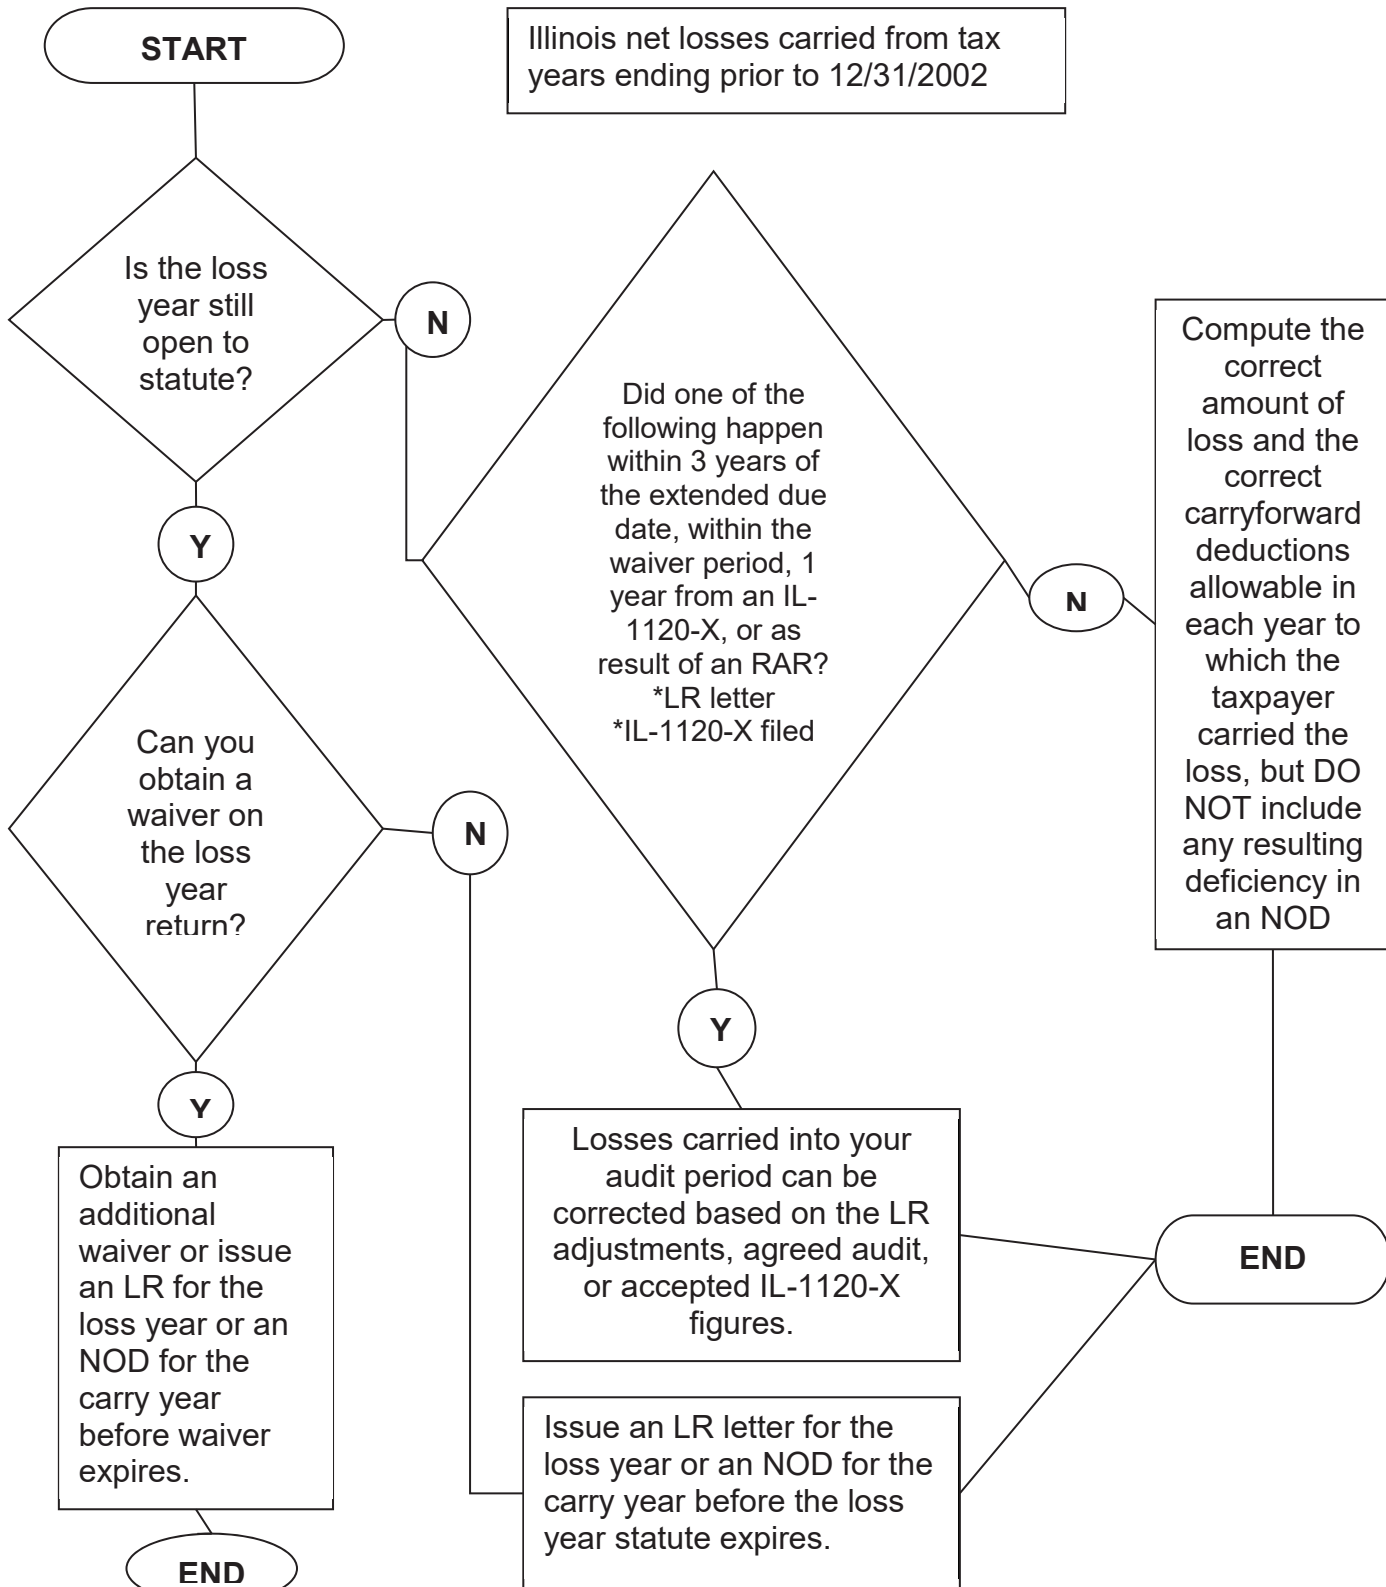 START
Illinois net losses carried from tax
years ending prior to 12/31/2002
Is the loss
year still
open to
statute?
N
Y
Did one of the
following happen
within 3 years of
the extended due
date, within the
waiver period, 1
year from an IL-
1120-X, or as
result of an RAR?
*LR letter
*IL-1120-X filed
N
Compute the
correct
amount of
loss and the
correct
carryforward
deductions
allowable in
each year to
which the
taxpayer
carried the
loss, but DO
NOT include
any resulting
deficiency in
an NOD
Can you
obtain a
waiver on
the loss
year
return?
N
Y
Y
Obtain an
additional
waiver or issue
an LR for the
loss year or an
NOD for the
carry year
before waiver
expires.
END
Losses carried into your
audit period can be
corrected based on the LR
adjustments, agreed audit,
or accepted IL-1120-X
figures.
END
Issue an LR letter for the
loss year or an NOD for the
carry year before the loss
year statute expires.